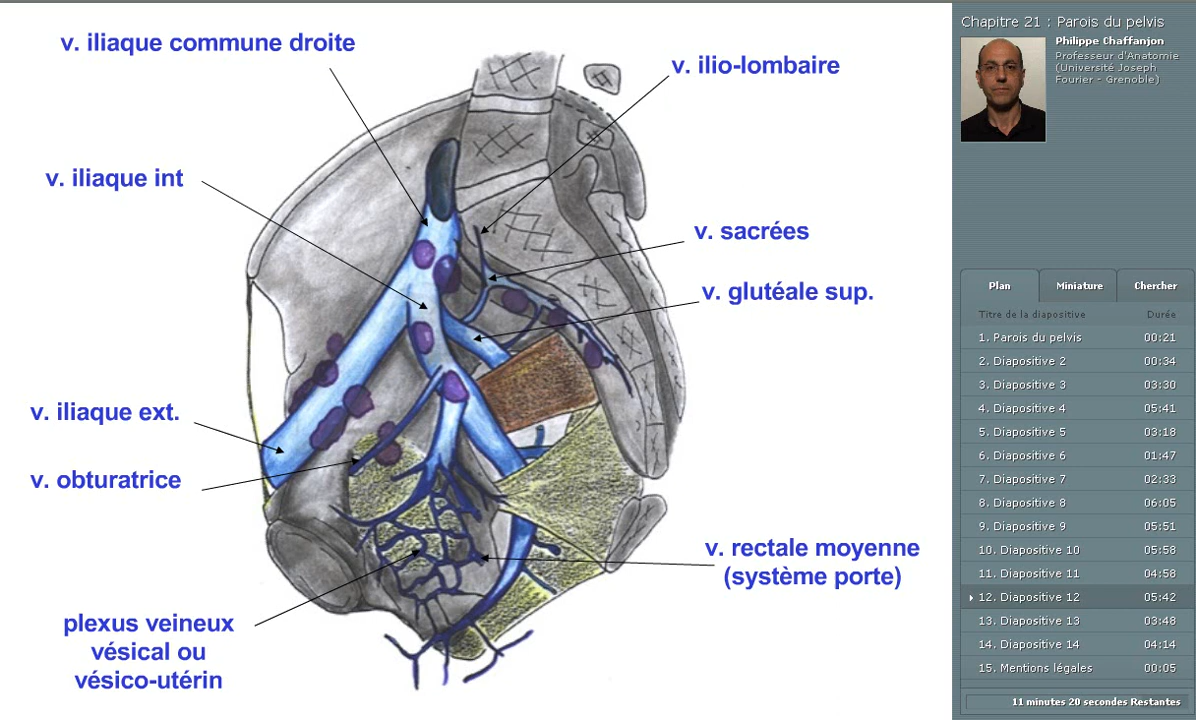 v. iliaque commune droite
v. ilio-lombaire
v. iliaque int
v. sacrées
v. glutéale sup.
v. iliaque ext.
v. obturatrice
v. rectale moyenne
(système porte)
plexus veineux
vésical ou
vésico-utérin
Chapitre 21 : Parois du pelvis
Philippe Chaffanjon
Professeur d'Anatomie
(Université Joseph
Fourier - Grenoble)
Plan Miniature Chercher
Titre de la diapositive Durée
1. Parois du pelvis 00:21
2. Diapositive 2 00:34
3. Diapositive 3 03:30
4. Diapositive 4 05:41
5. Diapositive 5 03:18
6. Diapositive 6 01:47
7. Diapositive 7 02:33
8. Diapositive 8 06:05
9. Diapositive 9 05:51
10. Diapositive 10 05:58
11. Diapositive 11 04:58
12. Diapositive 12 05:42
13. Diapositive 13 03:48
14. Diapositive 14 04:14
15. Mentions légales 00:05
11 minutes 20 secondes Restantes